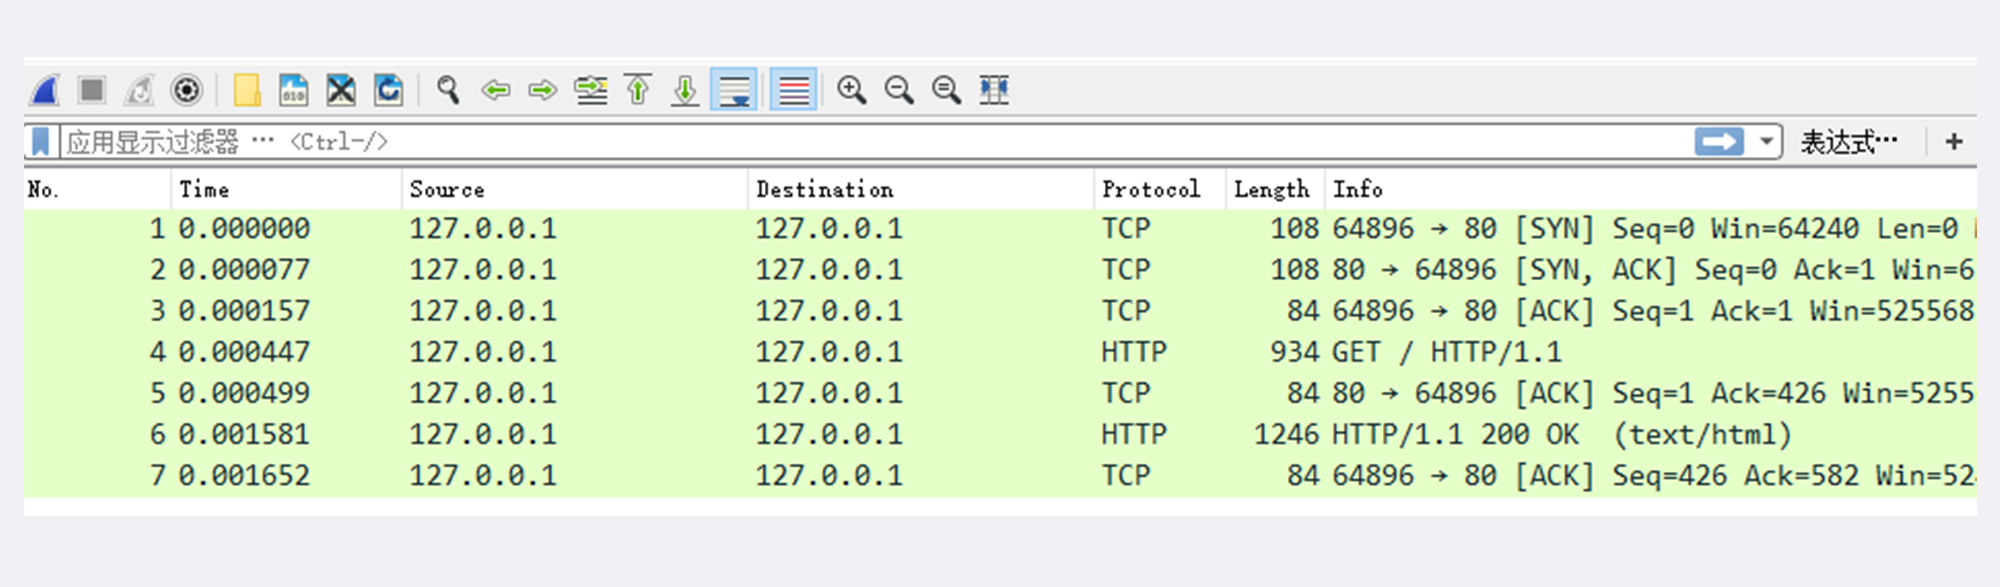 应用显示过滤器 … <Ctrl-/> 表达式… +
No. Time Source Destination Protocol Length Info
1 0.000000 127.0.0.1 127.0.0.1 TCP 108 64896 → 80 [SYN] Seq=0 Win=64240 Len=0
2 0.000077 127.0.0.1 127.0.0.1 TCP 108 80 → 64896 [SYN, ACK] Seq=0 Ack=1 Win=6
3 0.000157 127.0.0.1 127.0.0.1 TCP 84 64896 → 80 [ACK] Seq=1 Ack=1 Win=525568
4 0.000447 127.0.0.1 127.0.0.1 HTTP 934 GET / HTTP/1.1
5 0.000499 127.0.0.1 127.0.0.1 TCP 84 80 → 64896 [ACK] Seq=1 Ack=426 Win=5255
6 0.001581 127.0.0.1 127.0.0.1 HTTP 1246 HTTP/1.1 200 OK (text/html)
7 0.001652 127.0.0.1 127.0.0.1 TCP 84 64896 → 80 [ACK] Seq=426 Ack=582 Win=52